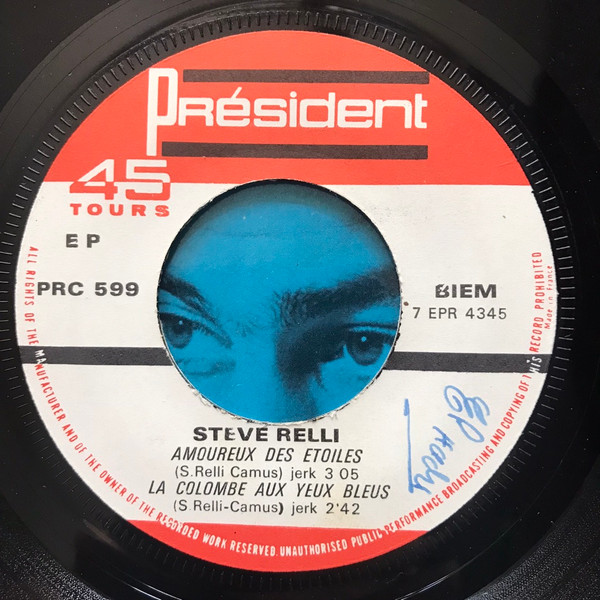 Président
45
TOURS
EP
PRC 599
BIEM
7 EPR 4345
STEVE RELLI
AMOUREUX DES ETOILES
(S.Relli Camus) jerk 3 05
LA COLOMBE AUX YEUX BLEUS
(S.Relli-Camus) jerk 2'42
ALL RIGHTS OF THE MANUFACTURER AND OF THE OWNER OF THE RECORDED WORK RESERVED. UNAUTHORISED PUBLIC PERFORMANCE BROADCASTING AND COPYING OF THIS RECORD PROHIBITED
Made in France